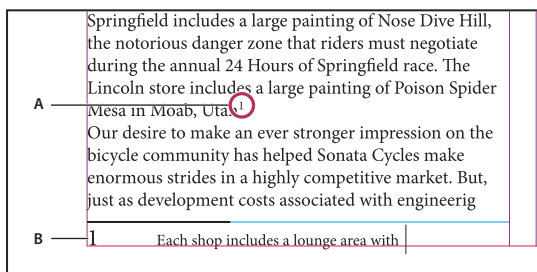 Springfield includes a large painting of Nose Dive Hill,
the notorious danger zone that riders must negotiate
during the annual 24 Hours of Springfield race. The
Lincoln store includes a large painting of Poison Spider
A Mesa in Moab, Utah¹
Our desire to make an ever stronger impression on the
bicycle community has helped Sonata Cycles make
enormous strides in a highly competitive market. But,
just as development costs associated with engineerig
B 1 Each shop includes a lounge area with